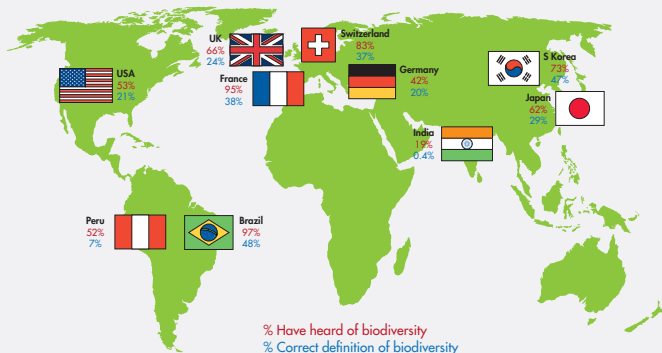 Switzerland
83%
37%
UK
66%
24%
USA
53%
21%
France
95%
38%
Germany
42%
20%
S Korea
73%
47%
Japan
62%
29%
India
19%
0.4%
Peru
52%
7%
Brazil
97%
48%
% Have heard of biodiversity
% Correct definition of biodiversity